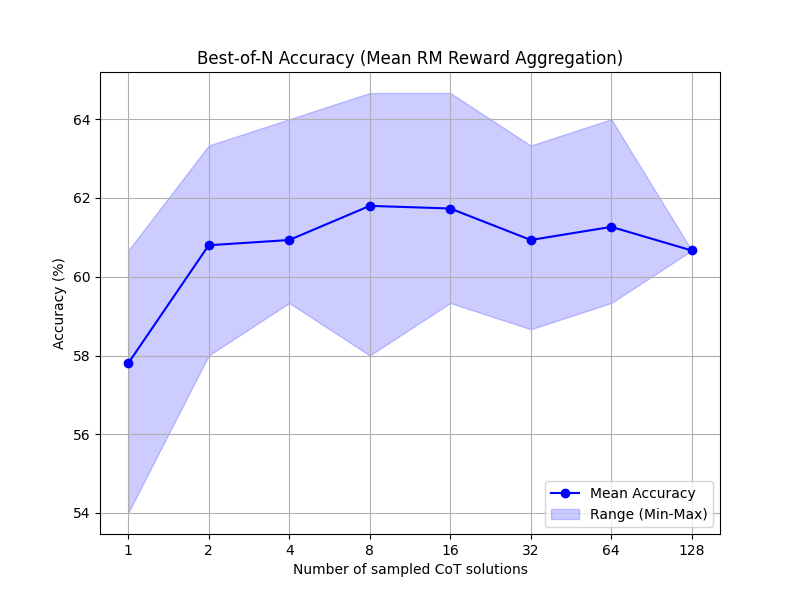 Best-of-N Accuracy (Mean RM Reward Aggregation)
Accuracy (%)
64
62
60
58
56
54
1 2 4 8 16 32 64 128
Number of sampled CoT solutions
Mean Accuracy
Range (Min-Max)